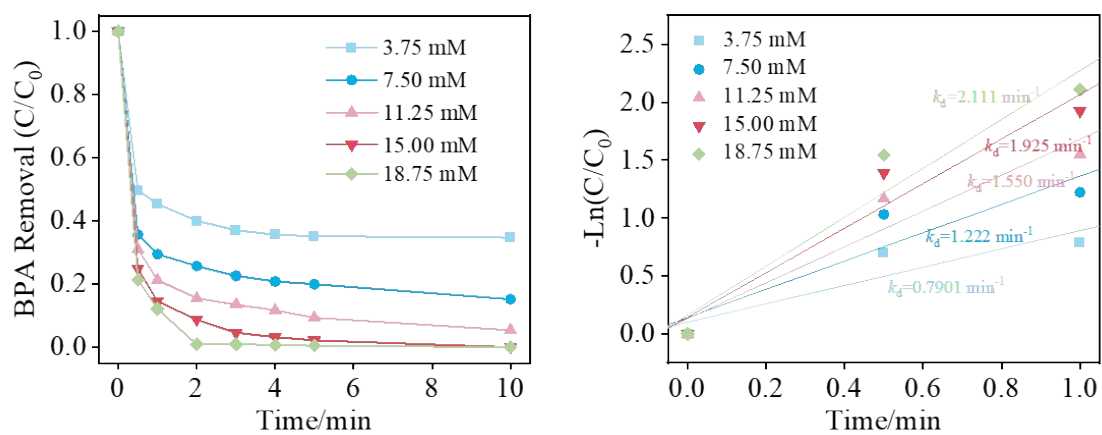 BPA Removal (C/C0)
1.0
0.8
0.6
0.4
0.2
0.0
3.75 mM
7.50 mM
11.25 mM
15.00 mM
18.75 mM
0
2
4
6
8
10
Time/min
-Ln(C/C0)
2.5
2.0
1.5
1.0
0.5
0.0
3.75 mM
7.50 mM
11.25 mM
15.00 mM
18.75 mM
kd=2.111 min-1
kd=1.925 min-1
kd=1.550 min-1
kd=1.222 min-1
kd=0.7901 min-1
0.0
0.2
0.4
0.6
0.8
1.0
Time/min